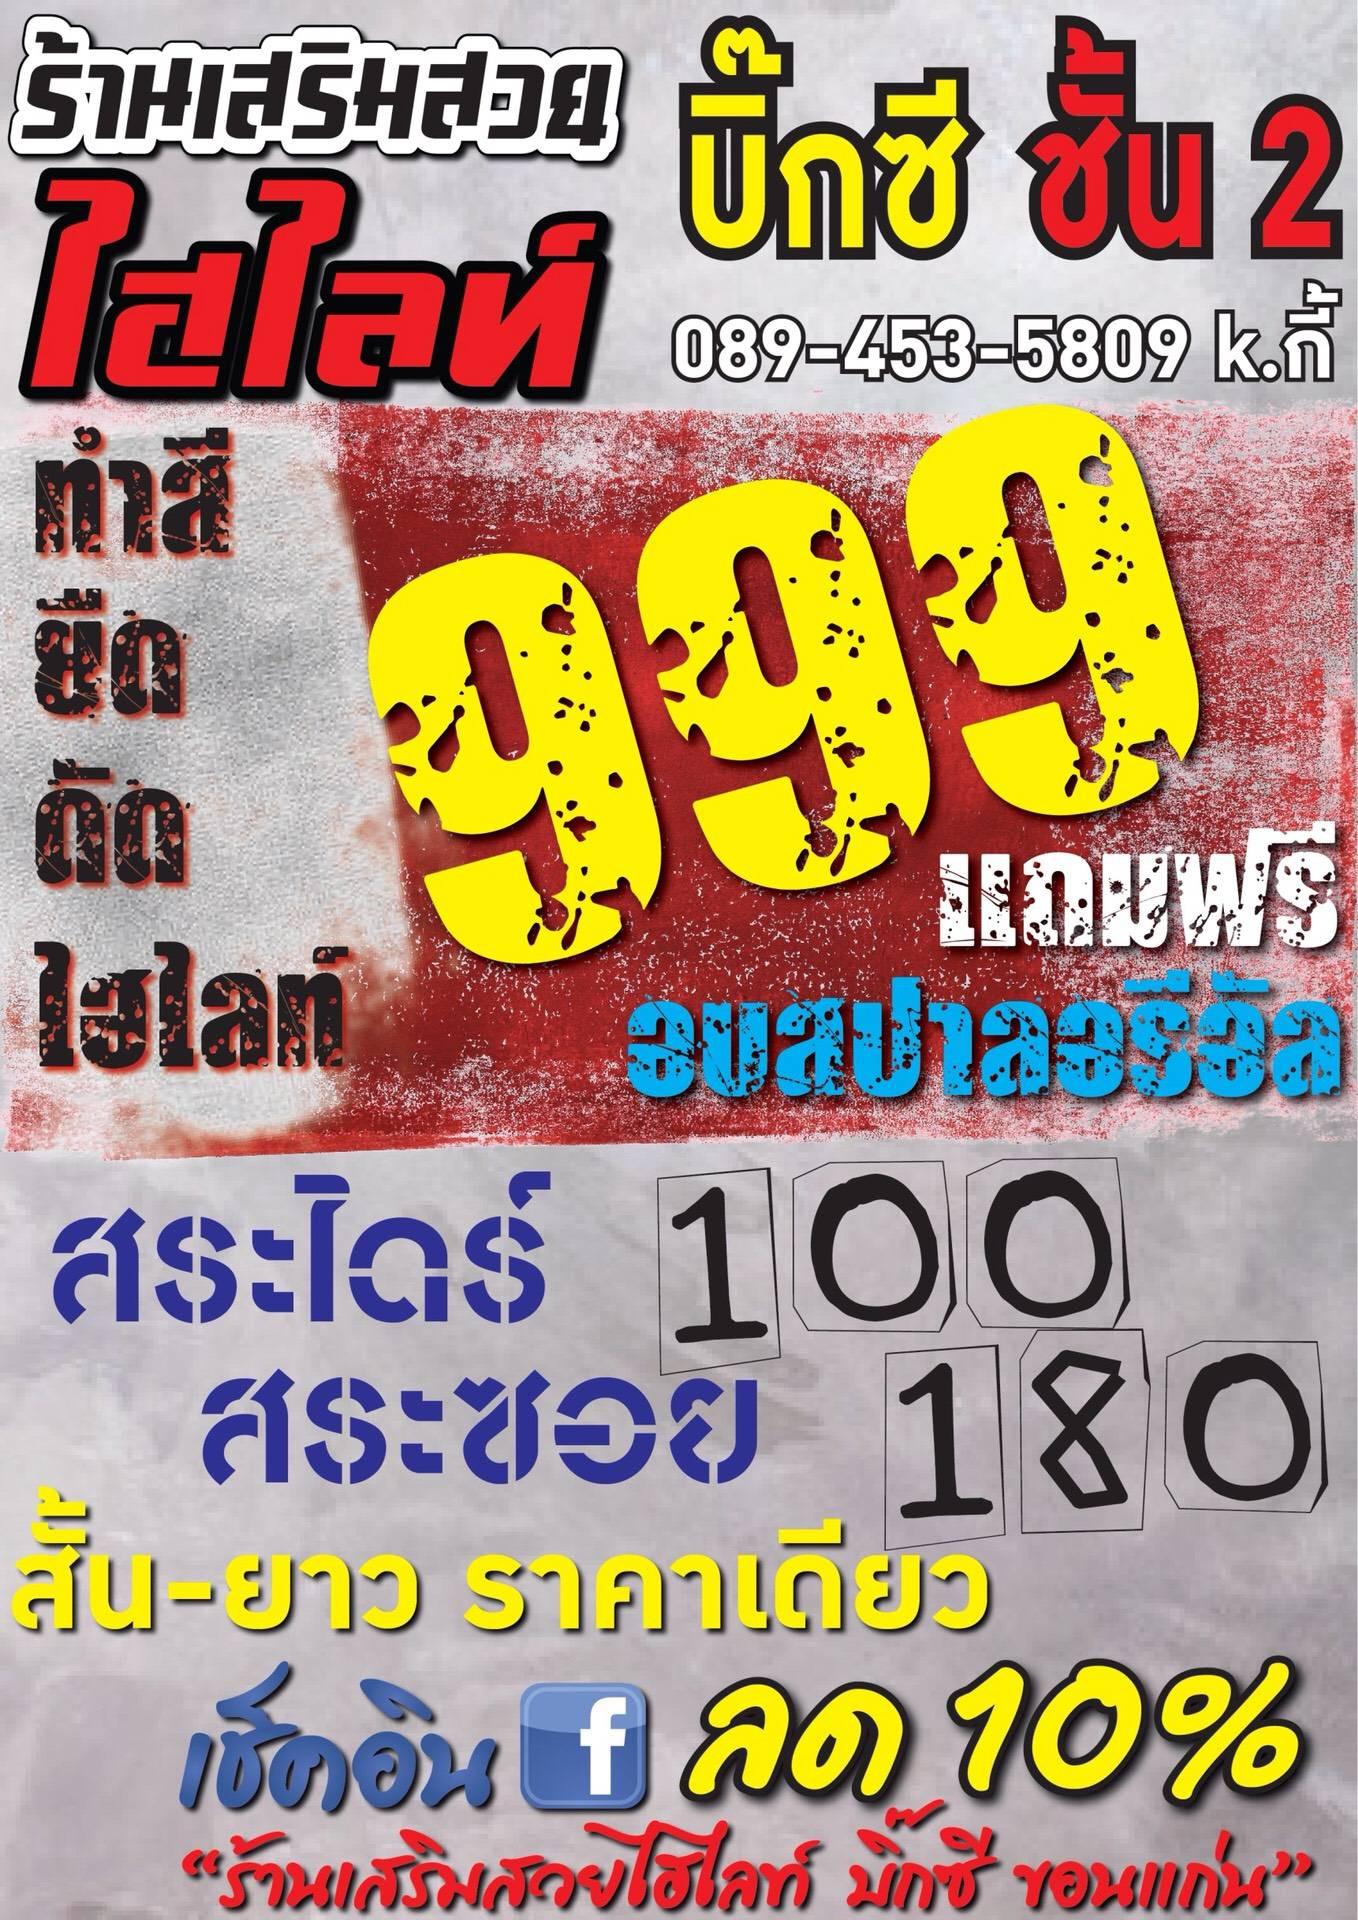 ร้านเสริมสวย
ไฮไลท์
บิ๊กซี ชั้น 2
089-453-5809 k.กี้
ทำสี
ยืด
ดัด
ไฮไลท์
999
แถมฟรี
อบสปาลอรีอัล
สระไดร์ 100
สระซอย 180
สั้น-ยาว ราคาเดียว
เช็คอิน f ลด 10%
“ร้านเสริมสวยไฮไลท์ บิ๊กซี ขอนแก่น”